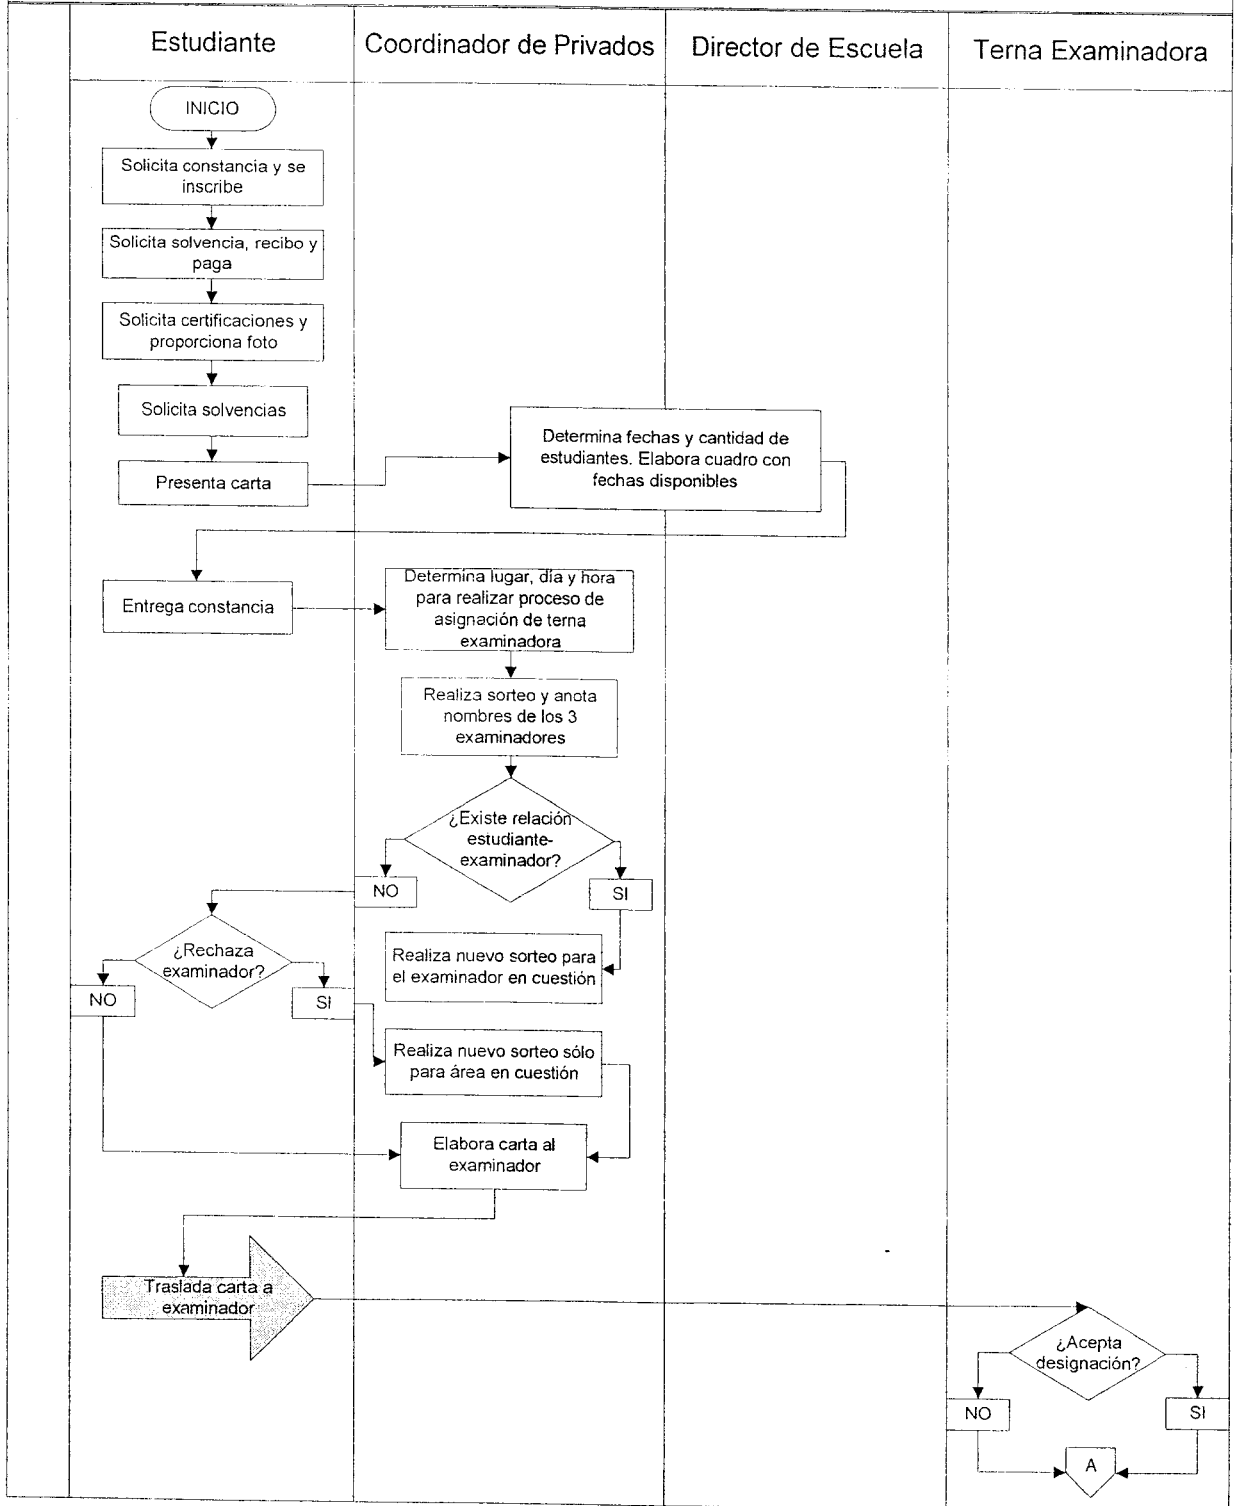 Estudiante
Coordinador de Privados
Director de Escuela
Terna Examinadora
INICIO
Solicita constancia y se
inscribe
Solicita solvencia, recibo y
paga
Solicita certificaciones y
proporciona foto
Solicita solvencias
Presenta carta
Determina fechas y cantidad de
estudiantes. Elabora cuadro con
fechas disponibles
Entrega constancia
Determina lugar, día y hora
para realizar proceso de
asignación de terna
examinadora
Realiza sorteo y anota
nombres de los 3
examinadores
¿Existe relación
estudiante-
examinador?
NO
SI
¿Rechaza
examinador?
NO
SI
Realiza nuevo sorteo para
el examinador en cuestión
Realiza nuevo sorteo sólo
para área en cuestión
Elabora carta al
examinador
Traslada carta a
examinador
¿Acepta
designación?
NO
SI
A